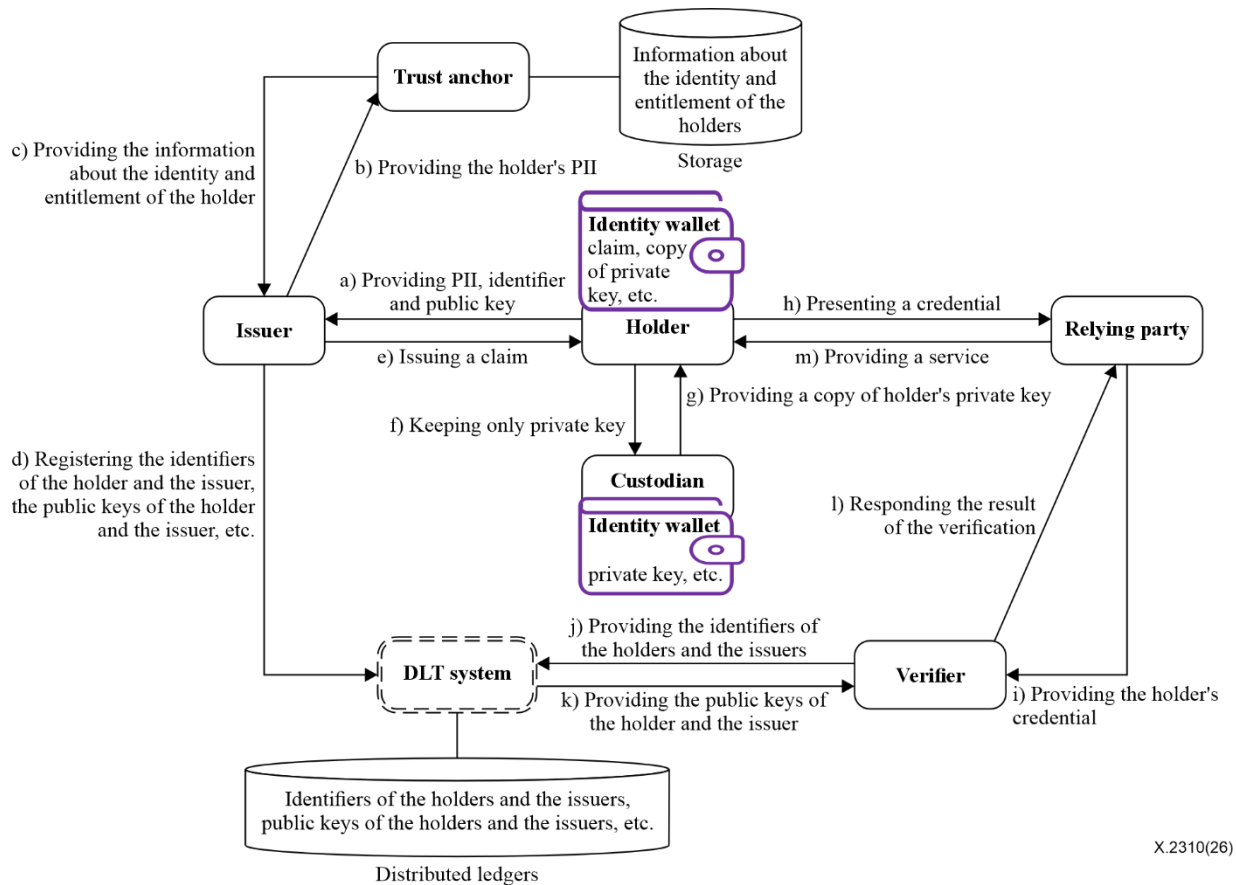 Trust anchor
Information about
the identity and
entitlement of the
holders
Storage
c) Providing the information
about the identity and
entitlement of the holder
b) Providing the holder's PII
Identity wallet
claim, copy
of private
key, etc.
a) Providing PII, identifier
and public key
h) Presenting a credential
Issuer
Holder
Relying party
e) Issuing a claim
m) Providing a service
g) Providing a copy of holder's private key
f) Keeping only private key
d) Registering the identifiers
of the holder and the issuer,
the public keys of the holder
and the issuer, etc.
Custodian
Identity wallet
private key, etc.
l) Responding the result
of the verification
j) Providing the identifiers of
the holders and the issuers
DLT system
Verifier
k) Providing the public keys of
the holder and the issuer
i) Providing the holder's
credential
Identifiers of the holders and the issuers,
public keys of the holders and the issuers, etc.
Distributed ledgers
X.2310(26)